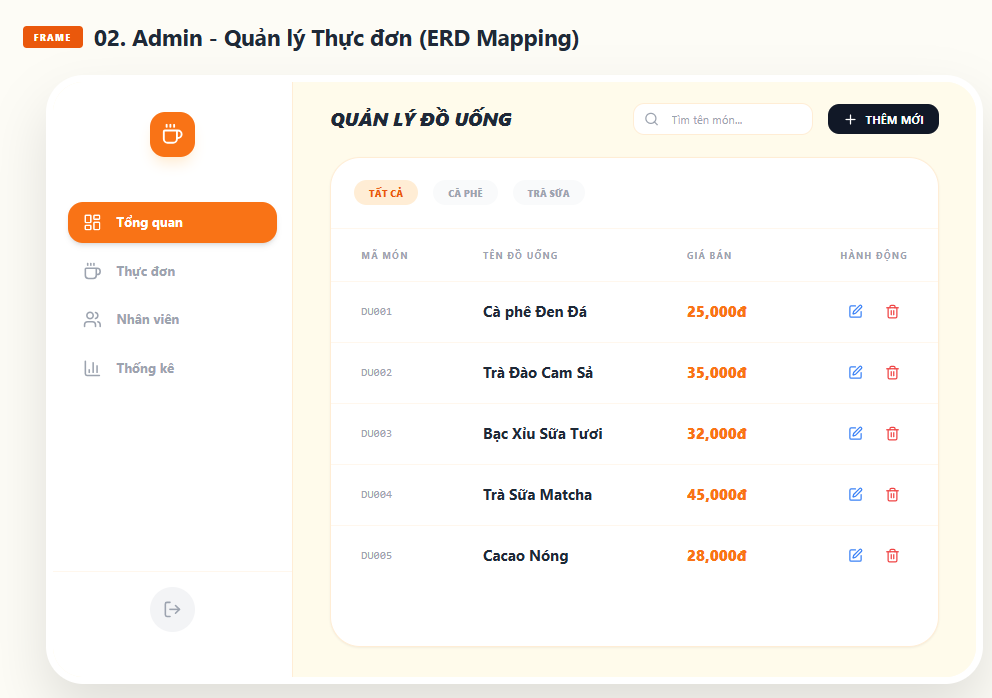 FRAME 02. Admin - Quản lý Thực đơn (ERD Mapping)
QUẢN LÝ ĐỒ UỐNG
Tìm tên món...
+ THÊM MỚI
Tổng quan
Thực đơn
Nhân viên
Thống kê
TẤT CẢ CÀ PHÊ TRÀ SỮA
MÃ MÓN TÊN ĐỒ UỐNG GIÁ BÁN HÀNH ĐỘNG
DU001 Cà phê Đen Đá 25,000đ
DU002 Trà Đào Cam Sả 35,000đ
DU003 Bạc Xỉu Sữa Tươi 32,000đ
DU004 Trà Sữa Matcha 45,000đ
DU005 Cacao Nóng 28,000đ